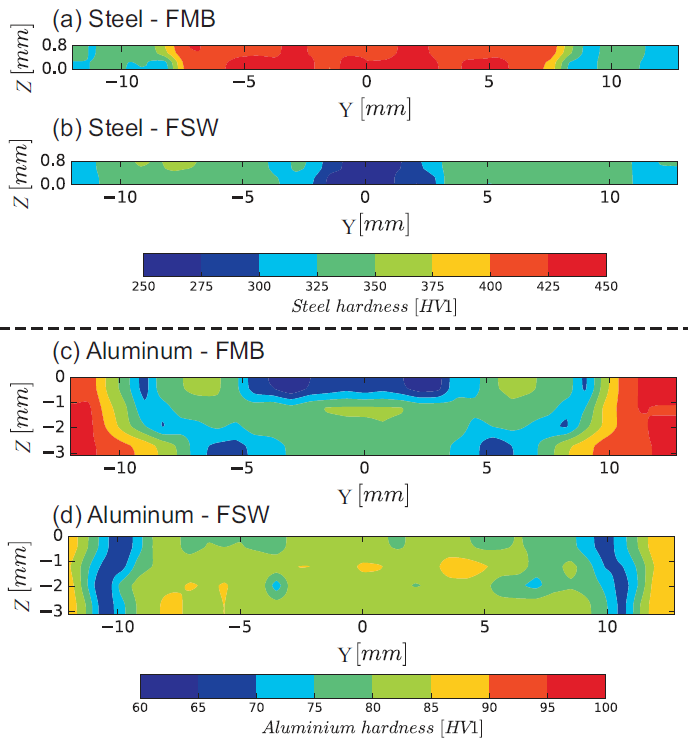 (a) Steel - FMB
0.8
0.0
Z [mm]
−10 −5 0 5 10
Y [mm]
(b) Steel - FSW
0.8
0.0
Z [mm]
−10 −5 0 5 10
Y [mm]
250 275 300 325 350 375 400 425 450
Steel hardness [HV1]
(c) Aluminum - FMB
0
−1
−2
−3
Z [mm]
−10 −5 0 5 10
Y [mm]
(d) Aluminum - FSW
0
−1
−2
−3
Z [mm]
−10 −5 0 5 10
Y [mm]
60 65 70 75 80 85 90 95 100
Aluminium hardness [HV1]